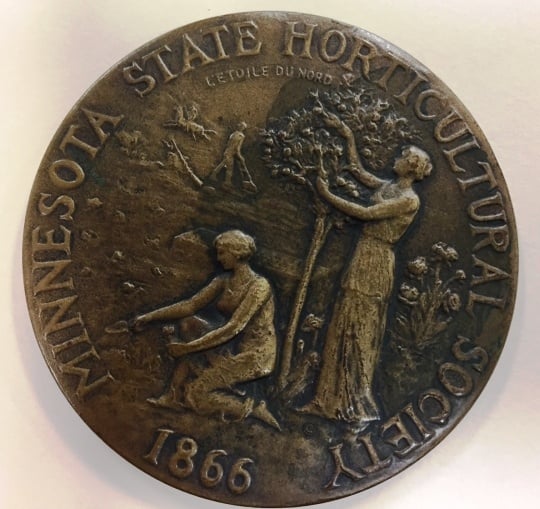 MINNESOTA STATE HORTICULTURAL SOCIETY
L'ETOILE DU NORD
1866